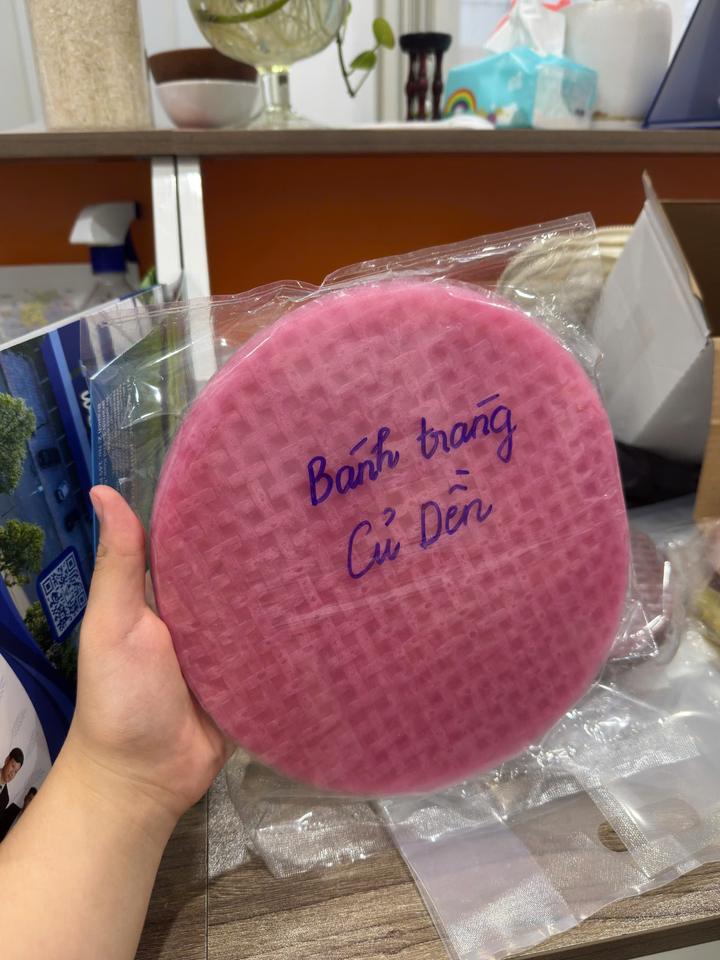 Bánh tráng
Củ Dền